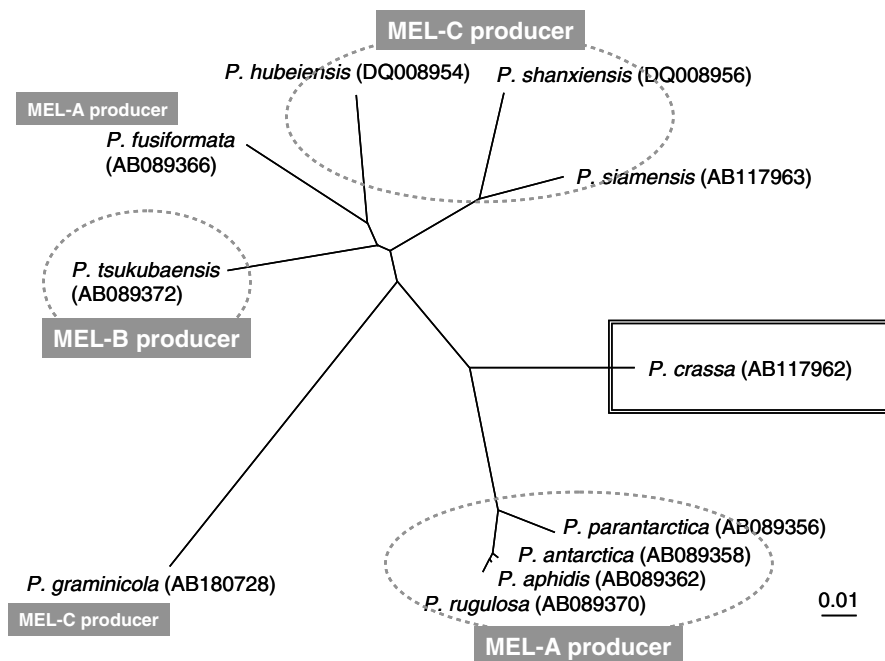 MEL-C producer
P. hubeiensis (DQ008954)
P. shanxiensis (DQ008956)
MEL-A producer
P. fusiformata
(AB089366)
P. siamensis (AB117963)
P. tsukubaensis
(AB089372)
MEL-B producer
P. crassa (AB117962)
P. parantarctica (AB089356)
P. antarctica (AB089358)
P. aphidis (AB089362)
P. graminicola (AB180728)
P. rugulosa (AB089370)
0.01
MEL-C producer
MEL-A producer